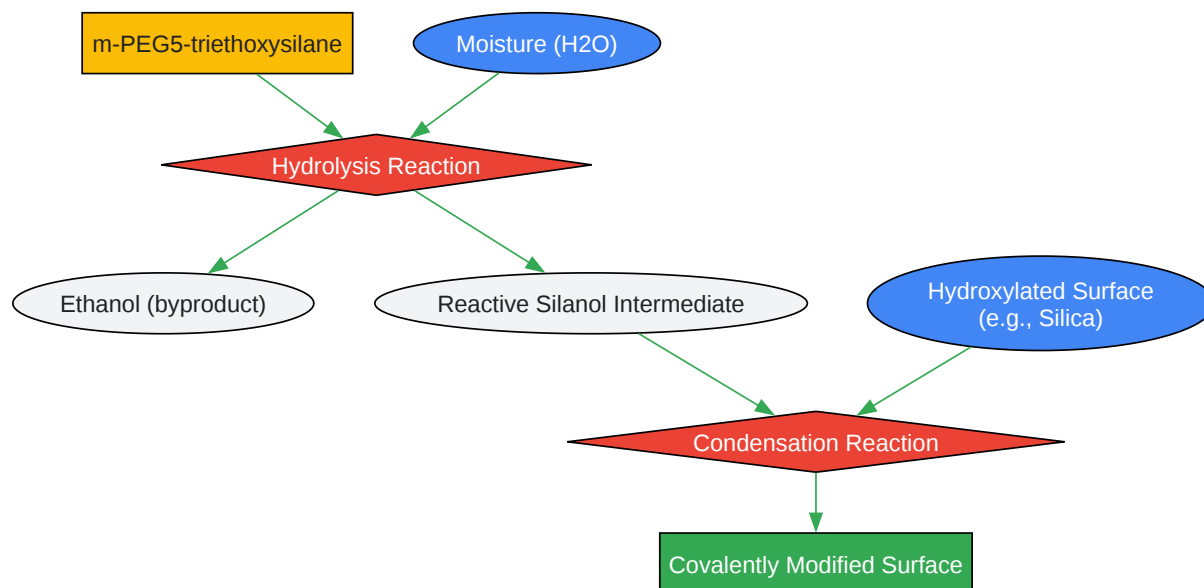 m-PEG5-triethoxysilane
Moisture (H2O)
Hydrolysis Reaction
Ethanol (byproduct)
Reactive Silanol Intermediate
Hydroxylated Surface
(e.g., Silica)
Condensation Reaction
Covalently Modified Surface